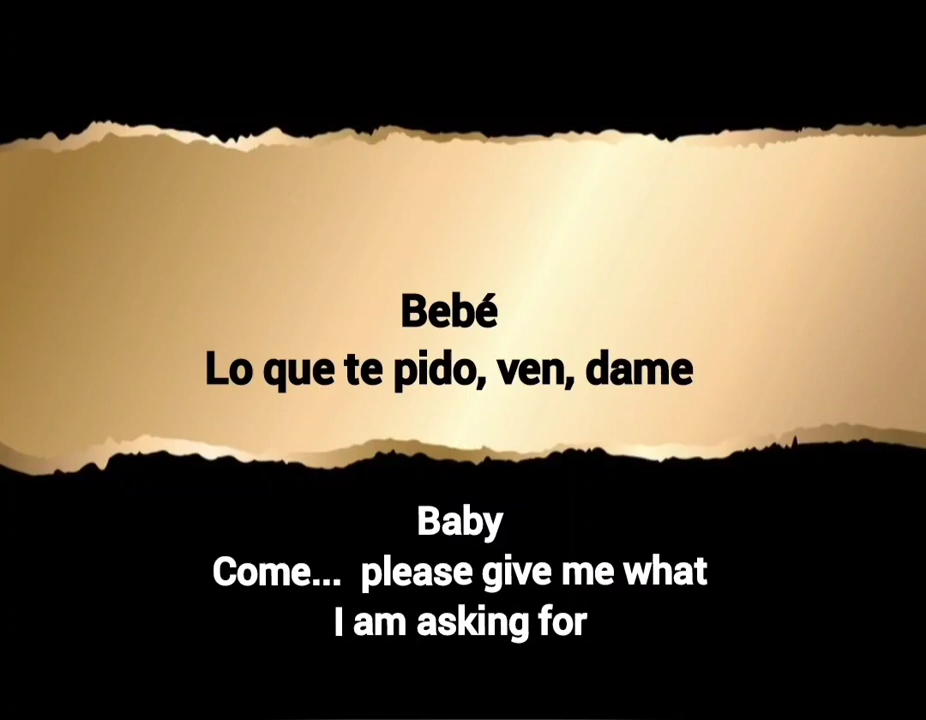 Bebé
Lo que te pido, ven, dame
Baby
Come... please give me what
I am asking for